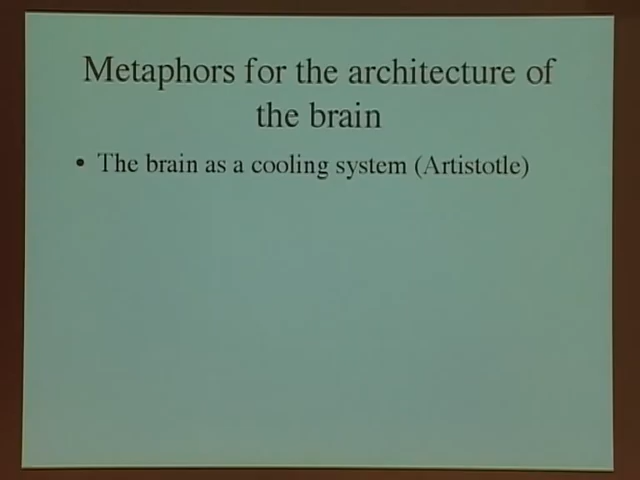 Metaphors for the architecture of
the brain
• The brain as a cooling system (Artistotle)